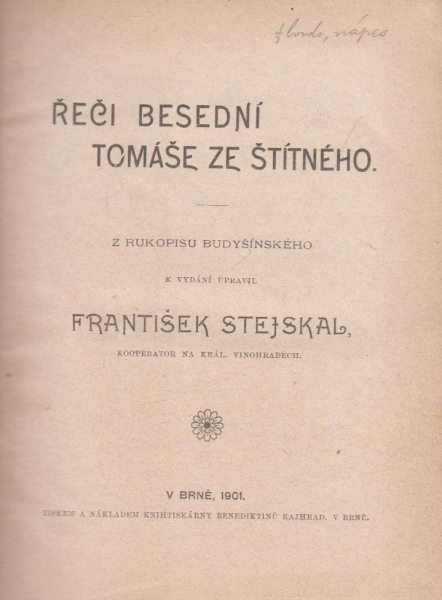 nápes
ŘEČI BESEDNÍ
TOMÁŠE ZE ŠTÍTNÉHO.
Z RUKOPISU BUDYŠÍNSKÉHO
K VYDÁNÍ UPRAVIL
FRANTIŠEK STEJSKAL,
KOOPERATOR NA KRÁL. VINOHRADECH.
V BRNĚ, 1901.
TISKEM A NÁKLADEM KNIHTISKÁRNY BENEDIKTINŮ RAJHRAD. V BRNĚ.